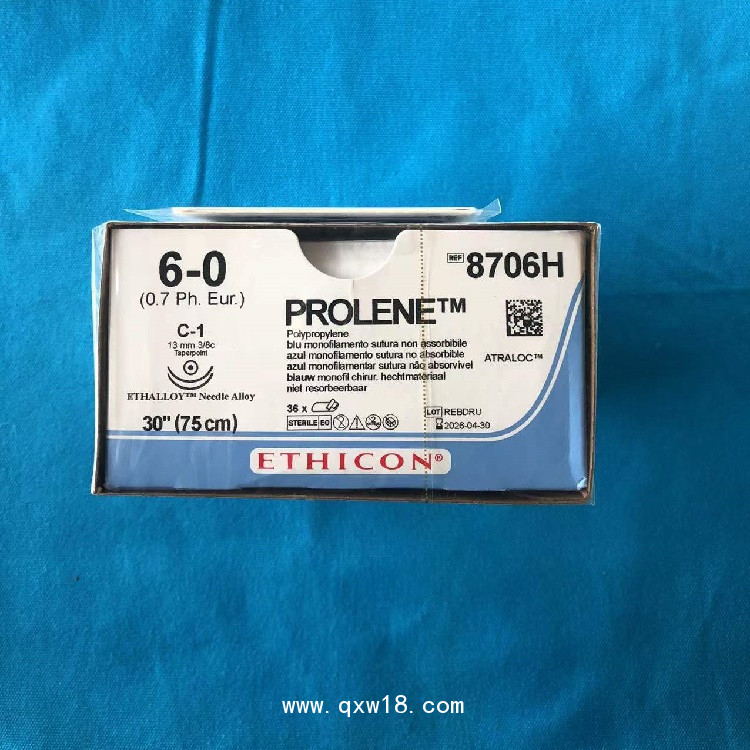 6-0
(0.7 Ph. Eur.)
C-1
13 mm 3/8c
Taperpoint
ETHALLOY™ Needle Alloy
30" (75 cm)
PROLENE™
Polypropylene
blu monofilamento sutura non assorbibile
azul monofilamento sutura no absorbible
azul monofilamentar sutura não absorvível
blauw monofil chirur. hechtmateriaal
niet resorbeerbaar
36 x
STERILE EO
REF 8706H
ATRALOC™
LOT REBDRU
2026-04-30
ETHICON®
www.qxw18.com